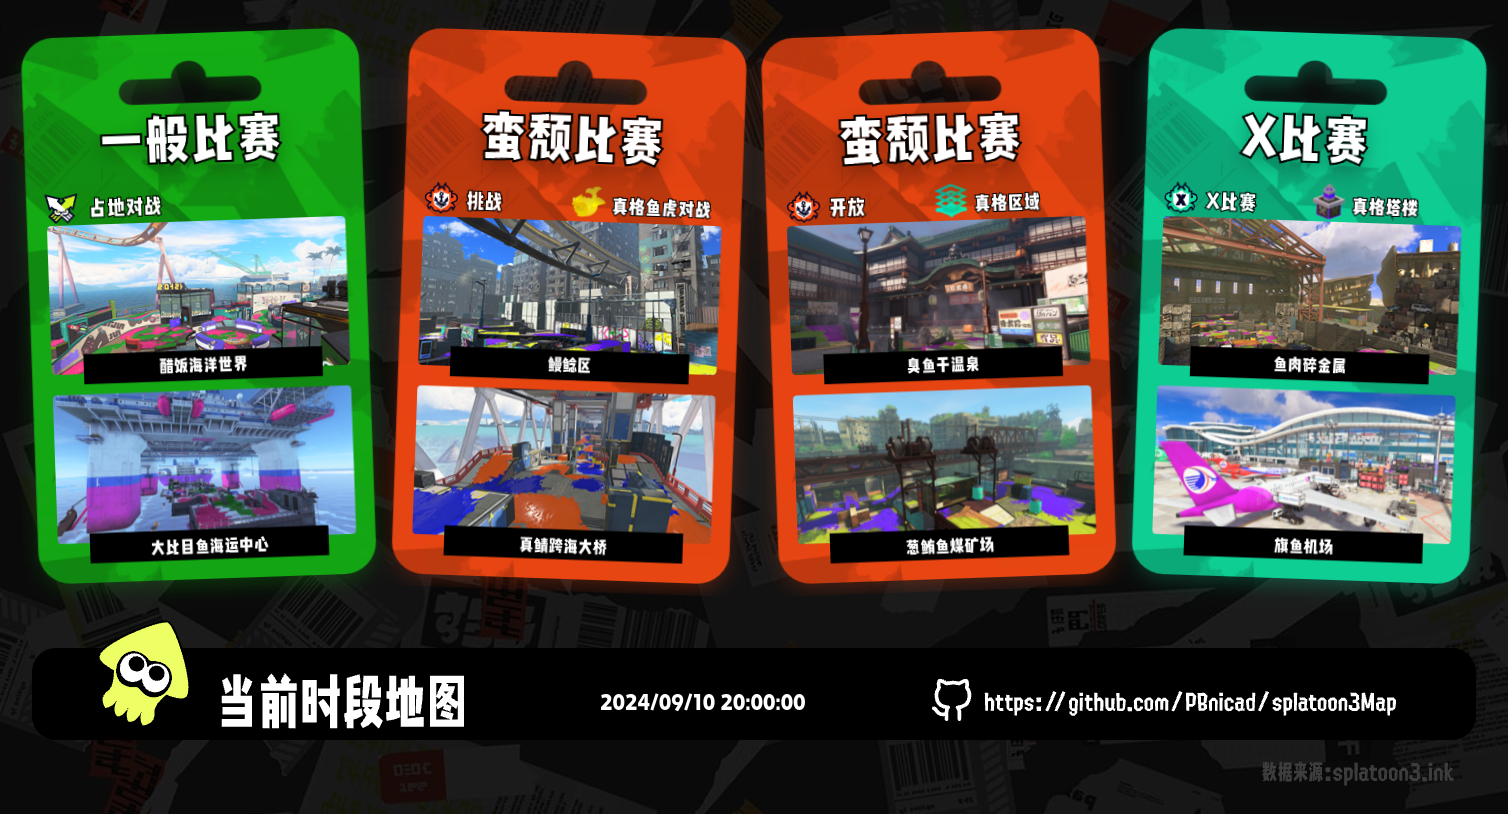 一般比赛
占地对战
醋饭海洋世界
大比目鱼海运中心
蛮颓比赛
挑战
真格鱼虎对战
鳗鲶区
真鲭跨海大桥
蛮颓比赛
开放
真格区域
臭鱼干温泉
葱鲔鱼煤矿场
X比赛
X比赛
真格塔楼
鱼肉碎金属
旗鱼机场
当前时段地图
2024/09/10 20:00:00
https://github.com/PBnicad/splatoon3Map
数据来源:splatoon3.ink